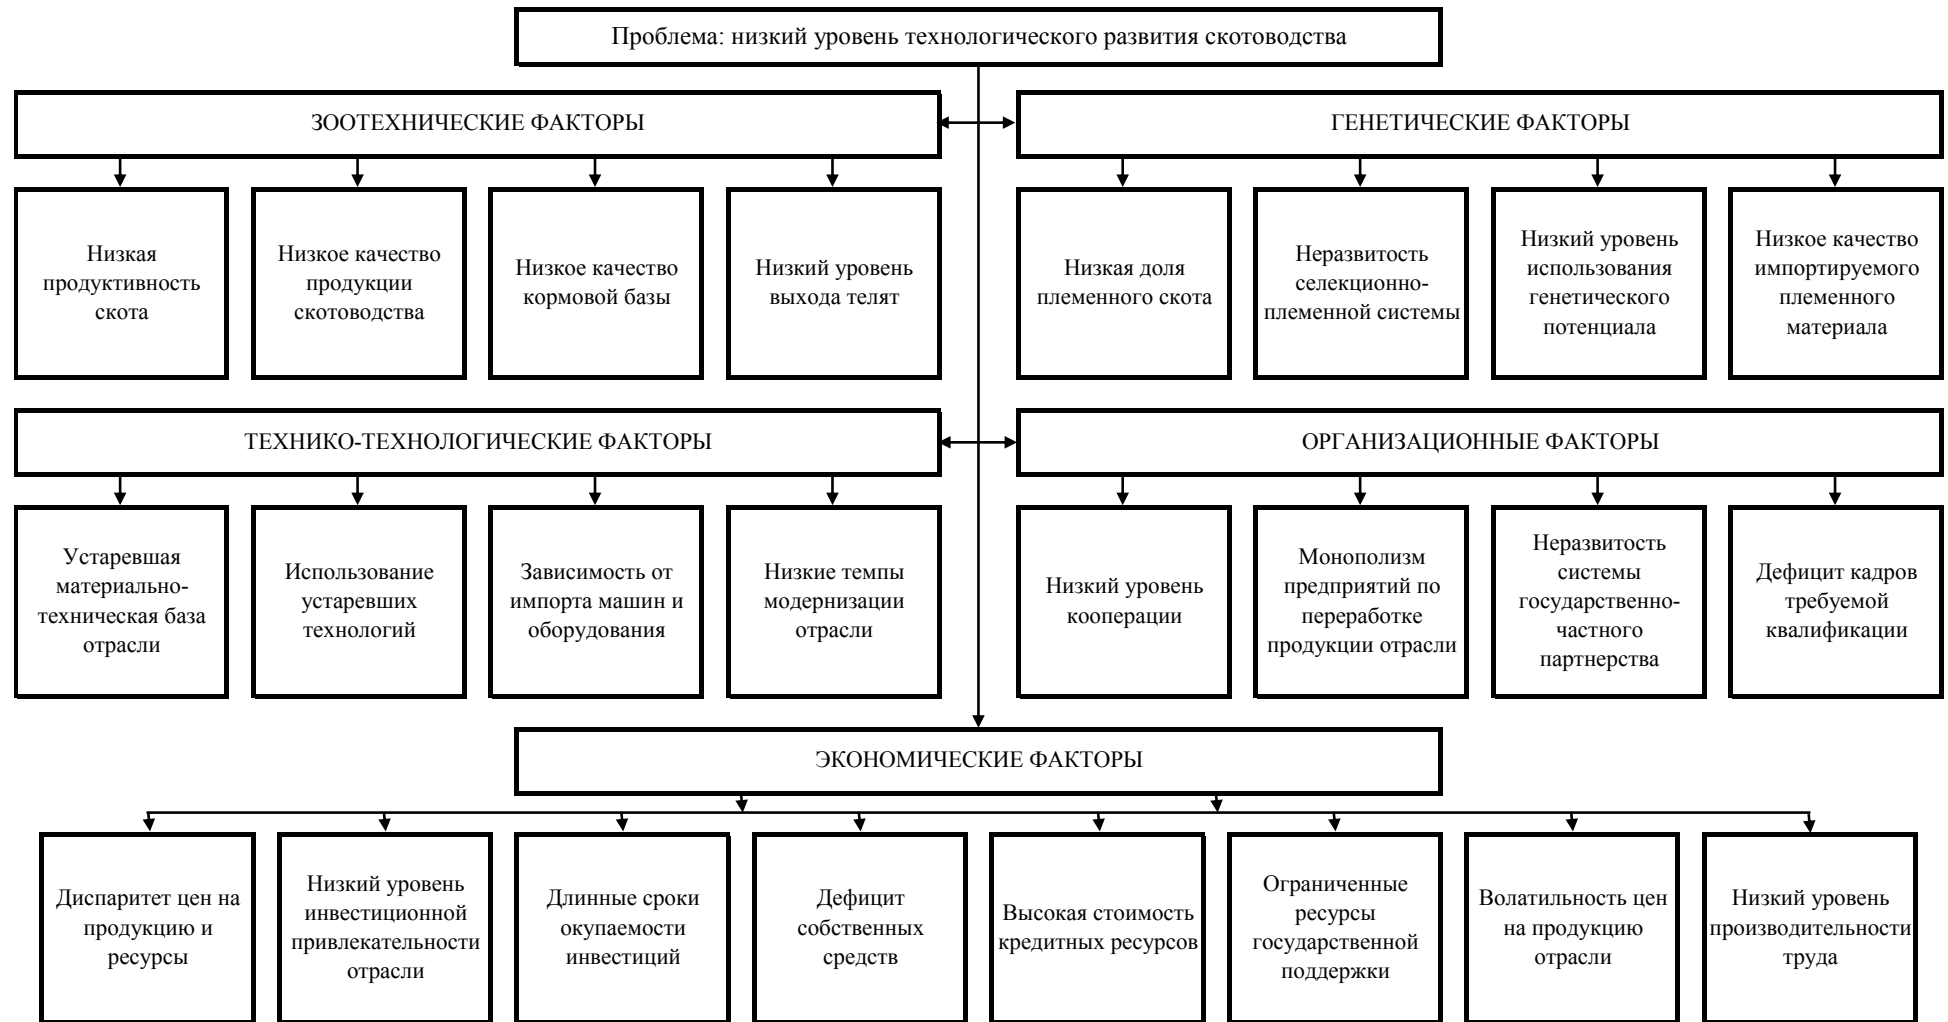 Проблема: низкий уровень технологического развития скотоводства
ЗООТЕХНИЧЕСКИЕ ФАКТОРЫ
ГЕНЕТИЧЕСКИЕ ФАКТОРЫ
Низкая
продуктивность
скота
Низкое качество
продукции
скотоводства
Низкое качество
кормовой базы
Низкий уровень
выхода телят
Низкая доля
племенного скота
Неразвитость
селекционно-
племенной системы
Низкий уровень
использования
генетического
потенциала
Низкое качество
импортируемого
племенного
материала
ТЕХНИКО-ТЕХНОЛОГИЧЕСКИЕ ФАКТОРЫ
ОРГАНИЗАЦИОННЫЕ ФАКТОРЫ
Устаревшая
материально-
техническая база
отрасли
Использование
устаревших
технологий
Зависимость от
импорта машин и
оборудования
Низкие темпы
модернизации
отрасли
Низкий уровень
кооперации
Монополизм
предприятий по
переработке
продукции отрасли
Неразвитость
системы
государственно-
частного
партнерства
Дефицит кадров
требуемой
квалификации
ЭКОНОМИЧЕСКИЕ ФАКТОРЫ
Диспаритет цен на
продукцию и
ресурсы
Низкий уровень
инвестиционной
привлекательности
отрасли
Длинные сроки
окупаемости
инвестиций
Дефицит
собственных
средств
Высокая стоимость
кредитных ресурсов
Ограниченные
ресурсы
государственной
поддержки
Волатильность цен
на продукцию
отрасли
Низкий уровень
производительности
труда